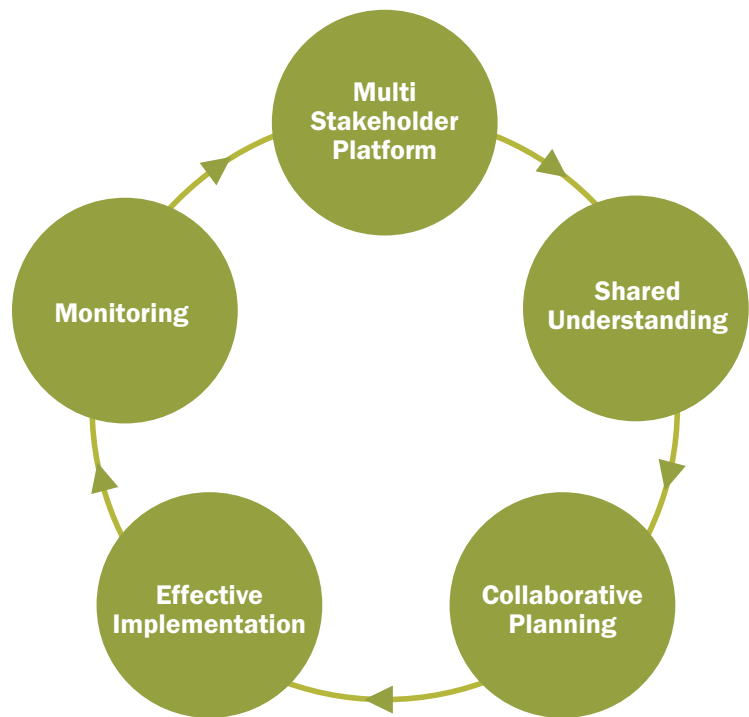 Multi
Stakeholder
Platform
Shared
Understanding
Collaborative
Planning
Effective
Implementation
Monitoring